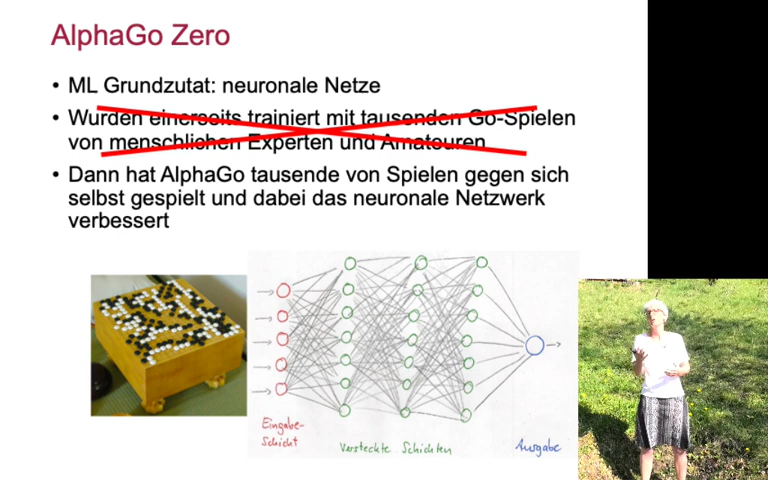 AlphaGo Zero
• ML Grundzutat: neuronale Netze
• Wurden einerseits trainiert mit tausenden Go-Spielen
von menschlichen Experten und Amateuren
• Dann hat AlphaGo tausende von Spielen gegen sich
selbst gespielt und dabei das neuronale Netzwerk
verbessert
Eingabe-
Schicht
Versteckte Schichten
Ausgabe